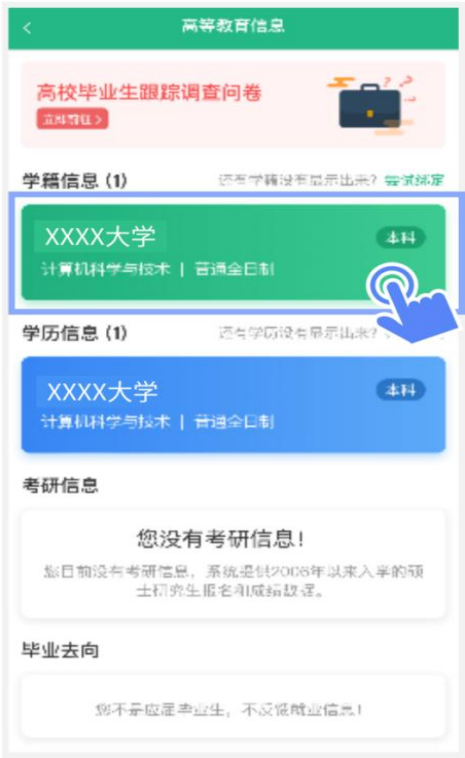 高等教育信息
高校毕业生跟踪调查问卷
立即前往 >
学籍信息 (1)
还有学籍没有显示出来? 尝试绑定
XXXX大学
本科
计算机科学与技术 | 普通全日制
学历信息 (1)
还有学历没有显示出来?
XXXX大学
本科
计算机科学与技术 | 普通全日制
考研信息
您没有考研信息!
您目前没有考研信息,系统提供2006年以来入学的硕
士研究生报名和成绩数据。
毕业去向
您不是应届毕业生,不反馈就业信息!